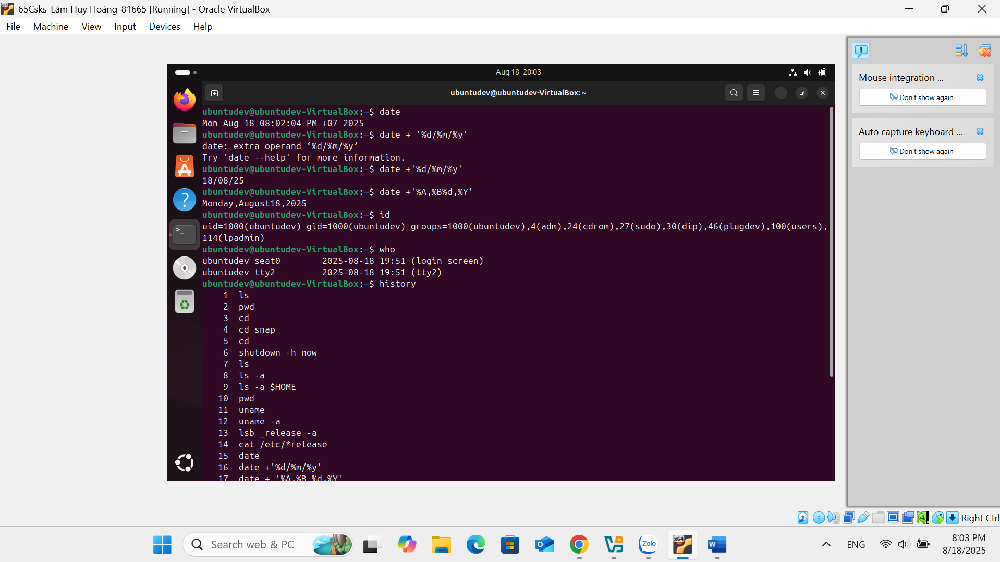 65Csks_Lâm Huy Hoàng_81665 [Running] - Oracle VirtualBox
File Machine View Input Devices Help
Aug 18 20:03
ubuntudev@ubuntudev-VirtualBox: ~
ubuntudev@ubuntudev-VirtualBox:~$ date
Mon Aug 18 08:02:04 PM +07 2025
ubuntudev@ubuntudev-VirtualBox:~$ date + '%d/%m/%y'
date: extra operand ‘%d/%m/%y’
Try 'date --help' for more information.
ubuntudev@ubuntudev-VirtualBox:~$ date +'%d/%m/%y'
18/08/25
ubuntudev@ubuntudev-VirtualBox:~$ date +'%A,%B%d,%Y'
Monday,August18,2025
ubuntudev@ubuntudev-VirtualBox:~$ id
uid=1000(ubuntudev) gid=1000(ubuntudev) groups=1000(ubuntudev),4(adm),24(cdrom),27(sudo),30(dip),46(plugdev),100(users),
114(lpadmin)
ubuntudev@ubuntudev-VirtualBox:~$ who
ubuntudev seat0        2025-08-18 19:51 (login screen)
ubuntudev tty2         2025-08-18 19:51 (tty2)
ubuntudev@ubuntudev-VirtualBox:~$ history
1 ls
2 pwd
3 cd
4 cd snap
5 cd
6 shutdown -h now
7 ls
8 ls -a
9 ls -a $HOME
10 pwd
11 uname
12 uname -a
13 lsb _release -a
14 cat /etc/*release
15 date
16 date +'%d/%m/%y'
17 date + '%A,%B %d,%Y'
Mouse integration ...
Don't show again
Auto capture keyboard ...
Don't show again
Right Ctrl
Search web & PC
Zalo
x64
W
ENG
8:03 PM
8/18/2025